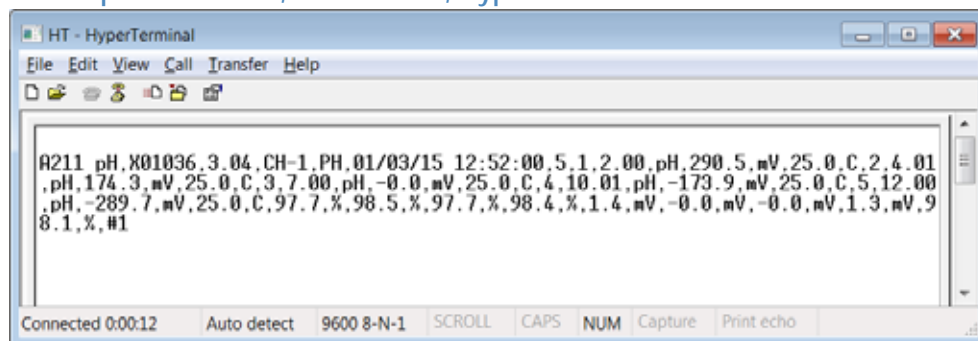 HT - HyperTerminal
File Edit View Call Transfer Help
A211 pH,X01036,3.04,CH-1,PH,01/03/15 12:52:00,5,1,2.00,pH,290.5,mV,25.0,C,2,4.01
,pH,174.3,mV,25.0,C,3,7.00,pH,-0.0,mV,25.0,C,4,10.01,pH,-173.9,mV,25.0,C,5,12.00
,pH,-289.7,mV,25.0,C,97.7,%,98.5,%,97.7,%,98.4,%,1.4,mV,-0.0,mV,-0.0,mV,1.3,mV,9
8.1,%,#1
Connected 0:00:12 Auto detect 9600 8-N-1 SCROLL CAPS NUM Capture Print echo